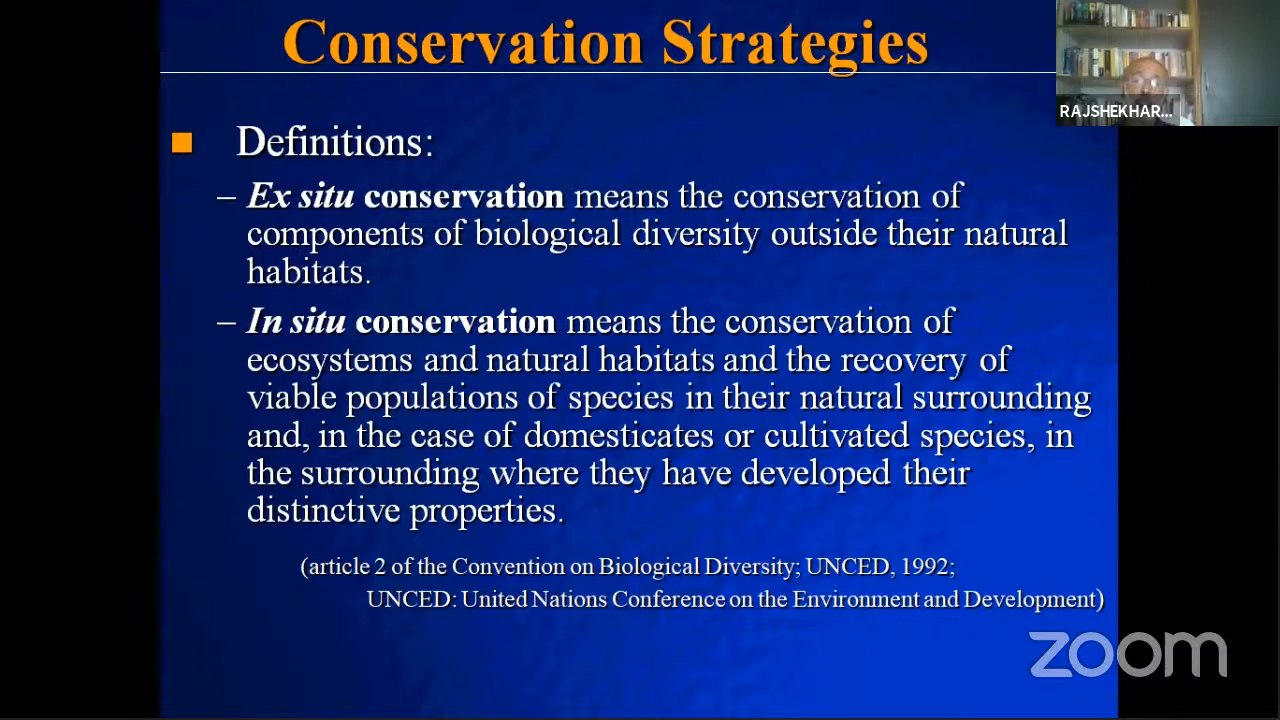 Conservation Strategies
RAJSHEKHAR...
Definitions:
– Ex situ conservation means the conservation of
components of biological diversity outside their natural
habitats.
– In situ conservation means the conservation of
ecosystems and natural habitats and the recovery of
viable populations of species in their natural surrounding
and, in the case of domesticates or cultivated species, in
the surrounding where they have developed their
distinctive properties.
(article 2 of the Convention on Biological Diversity; UNCED, 1992;
UNCED: United Nations Conference on the Environment and Development)
zoom